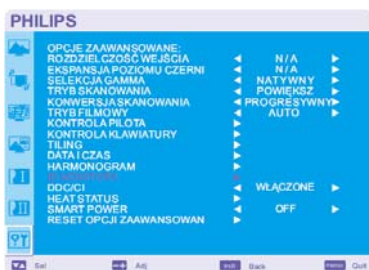 PHILIPS
OPCJE ZAAWANSOWANE:
ROZDZIELCZOŚĆ WEJŚCIA N/A
EKSPANSJA POZIOMU CZERNI N/A
SELEKCJA GAMMA NATYWNY
TRYB SKANOWANIA POWIĘKSZ
KONWERSJA SKANOWANIA PROGRESYWNY
TRYB FILMOWY AUTO
KONTROLA PILOTA
KONTROLA KLAWIATURY
TILING
DATA I CZAS
HARMONOGRAM
DDC/CI WŁĄCZONE
HEAT STATUS
SMART POWER OFF
RESET OPCJI ZAAWANSOWAN
Sel Adj exit Back menu Quit